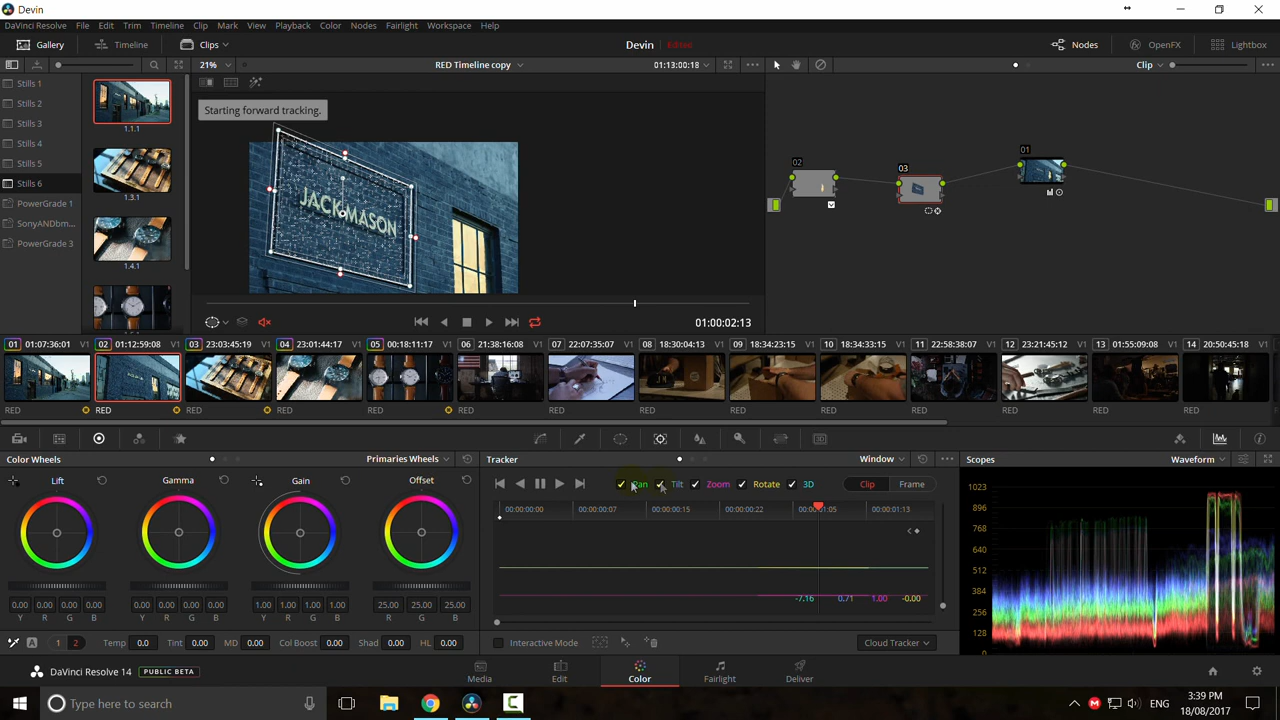 Devin
DaVinci Resolve File Edit Trim Timeline Clip Mark View Playback Color Nodes Fairlight Workspace Help
Gallery Timeline Clips Devin Edited Nodes OpenFX Lightbox
21% RED Timeline copy 01:13:00:18 Clip
Stills 1
Stills 2
Stills 3
Stills 4
Stills 5
Stills 6
PowerGrade 1
SonyANDbm...
PowerGrade 3
1.1.1
1.3.1
1.4.1
Starting forward tracking.
JACK MASON
02 03 01
01:00:02:13
01 01:07:36:01 V1 02 01:12:59:08 V1 03 23:03:45:19 V1 04 23:01:44:17 V1 05 00:18:11:17 V1 06 21:38:16:08 V1 07 22:07:35:07 V1 08 18:30:04:13 V1 09 18:34:23:15 V1 10 18:34:33:15 V1 11 22:58:38:07 V1 12 23:21:45:12 V1 13 01:55:09:08 V1 14 20:50:45:18 V1
RED RED RED RED RED RED RED RED RED RED RED RED RED RED
Color Wheels Primaries Wheels Tracker Window Scopes Waveform
Lift Gamma Gain Offset
Pan Tilt Zoom Rotate 3D Clip Frame
00:00:00:00 00:00:00:07 00:00:00:15 00:00:00:22 00:00:01:05 00:00:01:13
1023
896
768
640
512
384
256
128
0
-7.16 0.71 1.00 -0.00
0.00 0.00 0.00 0.00 0.00 0.00 0.00 0.00 1.00 1.00 1.00 1.00 25.00 25.00 25.00
Y R G B Y R G B Y R G B R G B
A 1 2 Temp 0.0 Tint 0.00 MD 0.00 Col Boost 0.00 Shad 0.00 HL 0.00 Interactive Mode Cloud Tracker
DaVinci Resolve 14 PUBLIC BETA Media Edit Color Fairlight Deliver
Type here to search
ENG
3:39 PM
18/08/2017